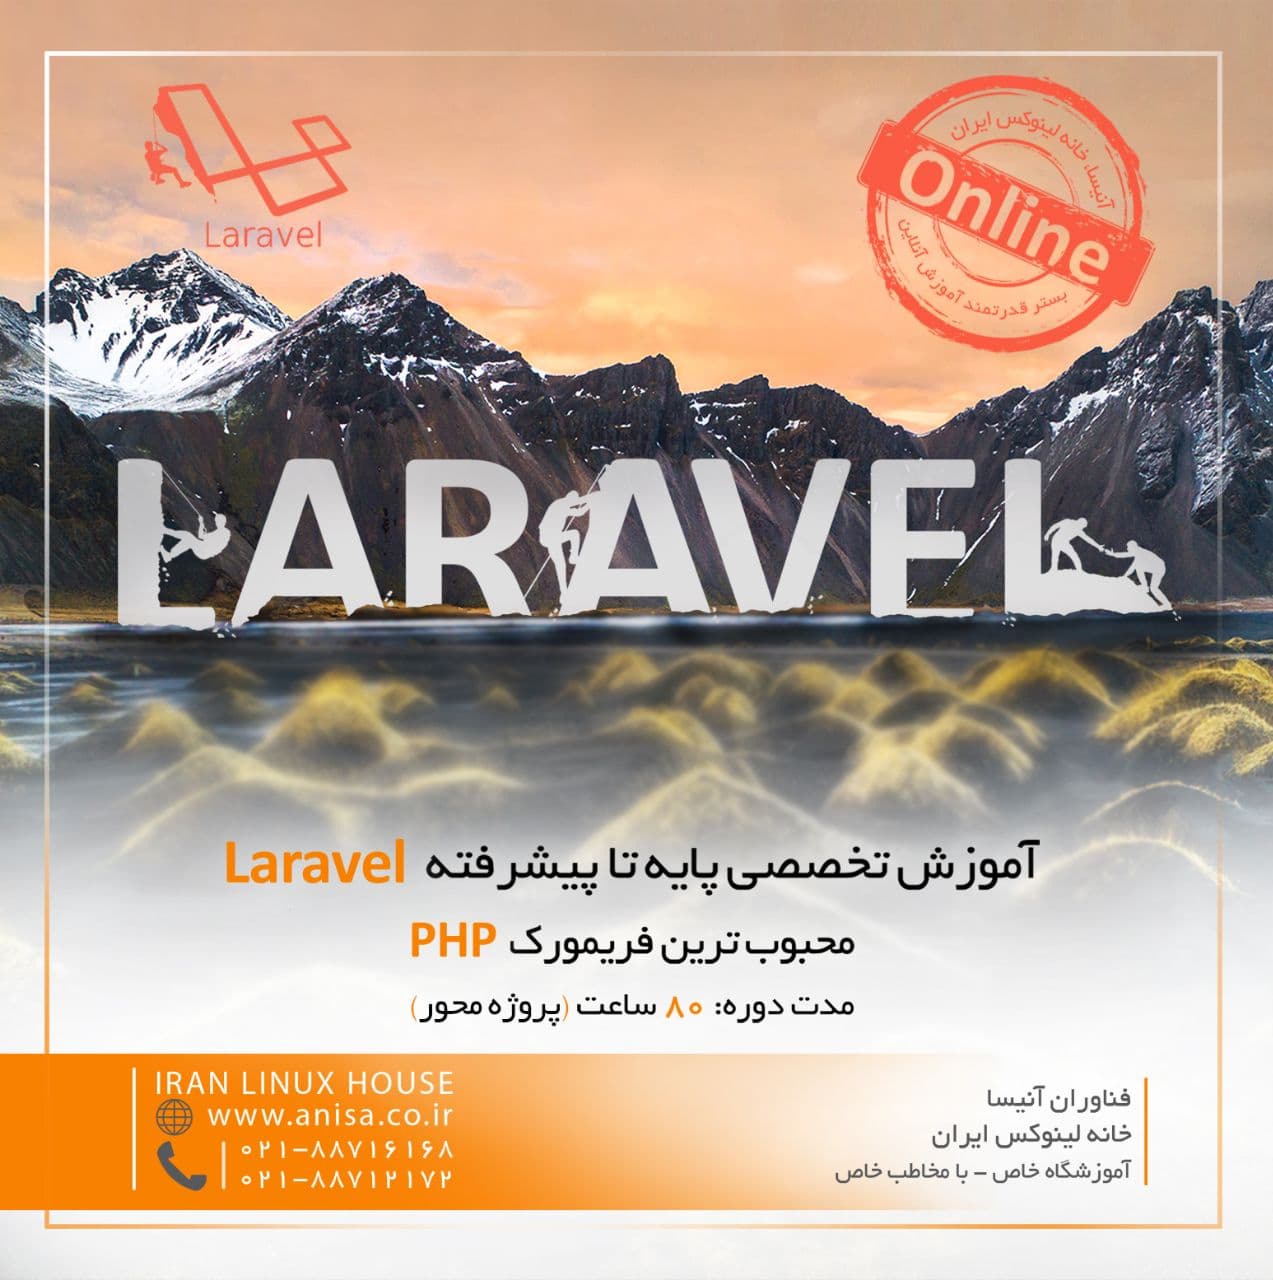 Laravel
آنیسا، خانه لینوکس ایران
Online
بستر قدرتمند آموزش آنلاین
LARAVEL
آموزش تخصصی پایه تا پیشرفته Laravel
محبوب ترین فریمورک PHP
مدت دوره: ۸۰ ساعت (پروژه محور)
IRAN LINUX HOUSE
www.anisa.co.ir
۰۲۱-۸۸۷۱۶۱۶۸
۰۲۱-۸۸۷۱۲۱۷۲
فناوران آنیسا
خانه لینوکس ایران
آموزشگاه خاص - با مخاطب خاص